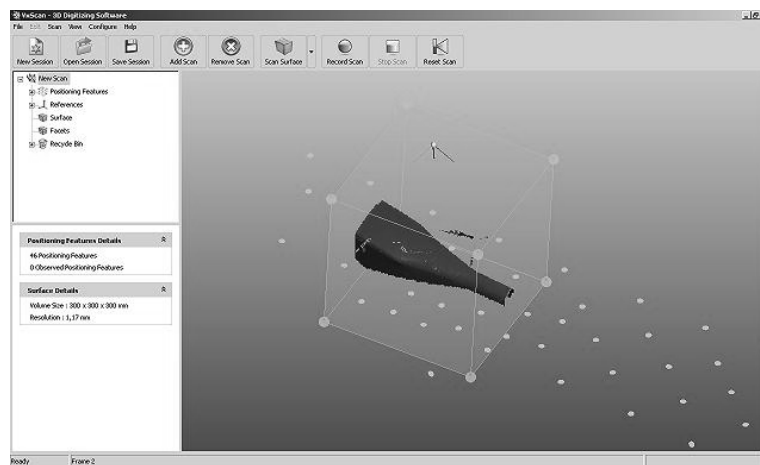 VxScan - 3D Digitizing Software
File Edit Scan View Configure Help
New Session Open Session Save Session Add Scan Remove Scan Scan Surface Record Scan Stop Scan Reset Scan
New Scan
Positioning Features
References
Surface
Facets
Recycle Bin
Positioning Features Details
46 Positioning Features
0 Observed Positioning Features
Surface Details
Volume Size : 300 x 300 x 300 mm
Resolution : 1,17 mm
Ready Frame 2